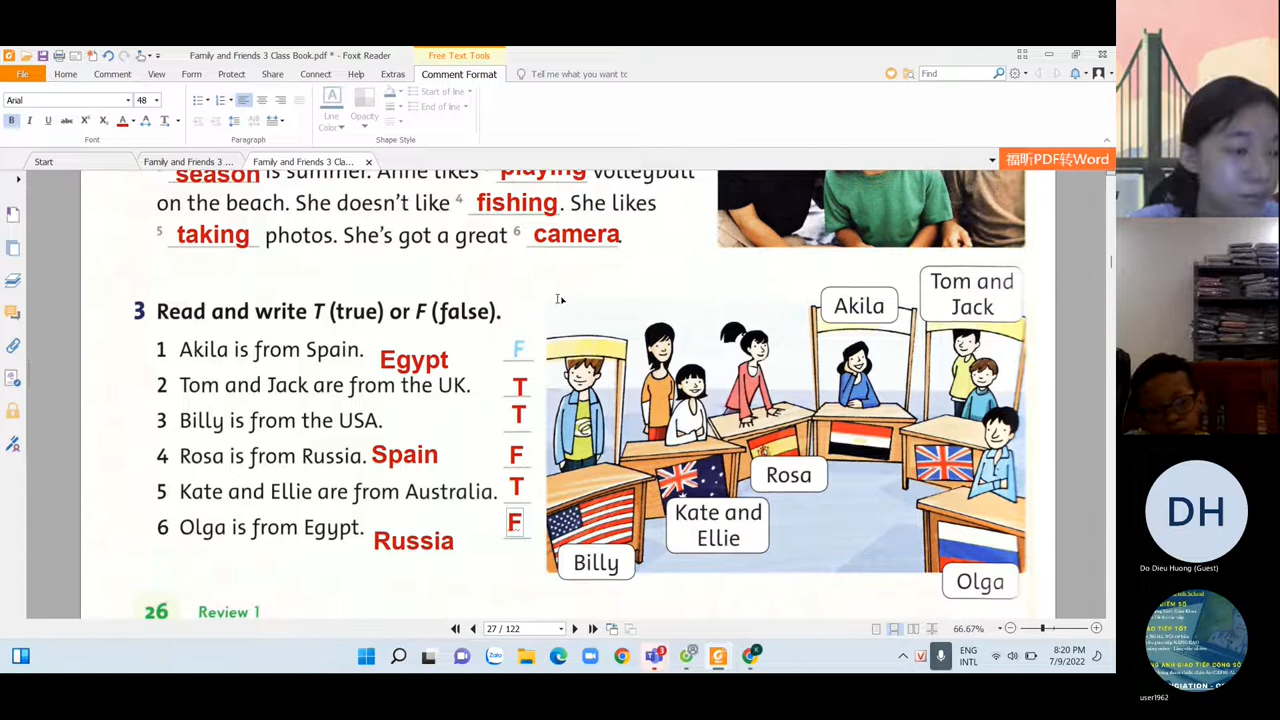 Family and Friends 3 Class Book.pdf * - Foxit Reader
Free Text Tools
File Home Comment View Form Protect Share Connect Help Extras Comment Format Tell me what you want tc
Find
Arial 48
Line Color
Opacity
Start of line
End of line
Font Paragraph Shape Style
Start Family and Friends 3 ... Family and Friends 3 Cla...
福昕PDF转Word
season is summer. Anne likes playing volleyball
on the beach. She doesn't like 4 fishing. She likes
5 taking photos. She's got a great 6 camera.
3 Read and write T (true) or F (false).
1 Akila is from Spain. Egypt F
2 Tom and Jack are from the UK. T
3 Billy is from the USA. T
4 Rosa is from Russia. Spain F
5 Kate and Ellie are from Australia. T
6 Olga is from Egypt. Russia F
Akila
Tom and
Jack
Rosa
Kate and
Ellie
Billy
Olga
26 Review 1
27 / 122
66.67%
Zalo
ENG
INTL
8:20 PM
7/9/2022
DH
Do Dieu Huong (Guest)
user1962